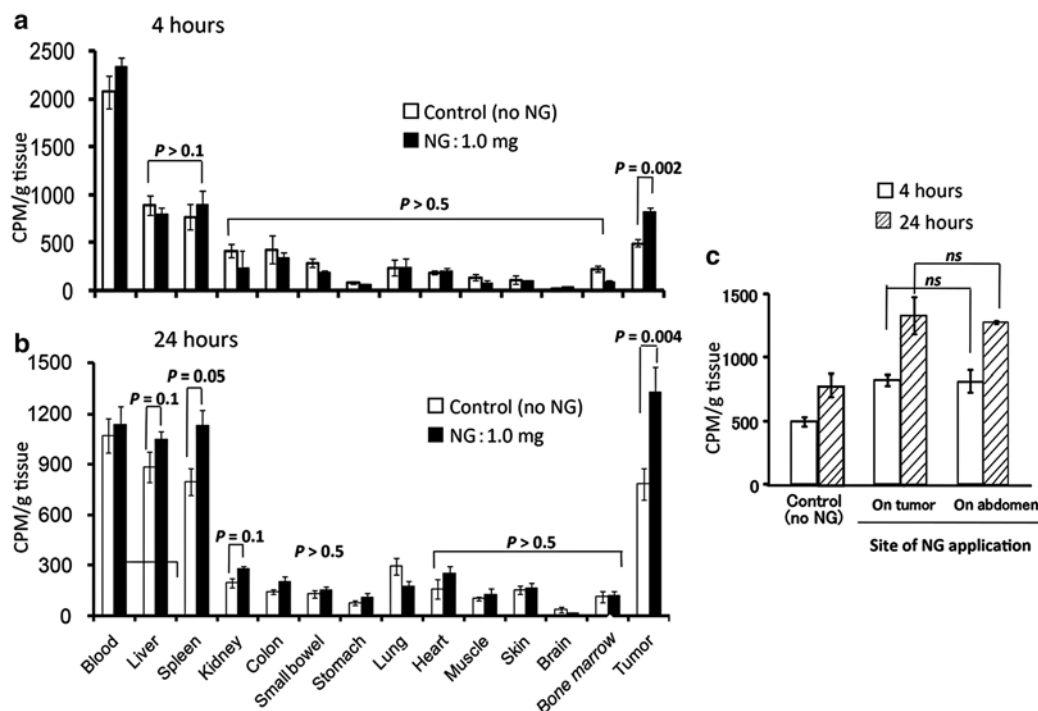 a
4 hours
2500
2000
1500
1000
500
0
CPM/g tissue
Control (no NG)
NG: 1.0 mg
P > 0.1
P > 0.5
P = 0.002
b
24 hours
1500
1200
900
600
300
0
CPM/g tissue
P = 0.1
P = 0.05
P = 0.1
P > 0.5
P > 0.5
P = 0.004
Control (no NG)
NG: 1.0 mg
Blood
Liver
Spleen
Kidney
Colon
Small bowel
Stomach
Lung
Heart
Muscle
Skin
Brain
Bone marrow
Tumor
c
4 hours
24 hours
ns
ns
1500
1000
500
0
CPM/g tissue
Control
(no NG)
On tumor
On abdomen
Site of NG application